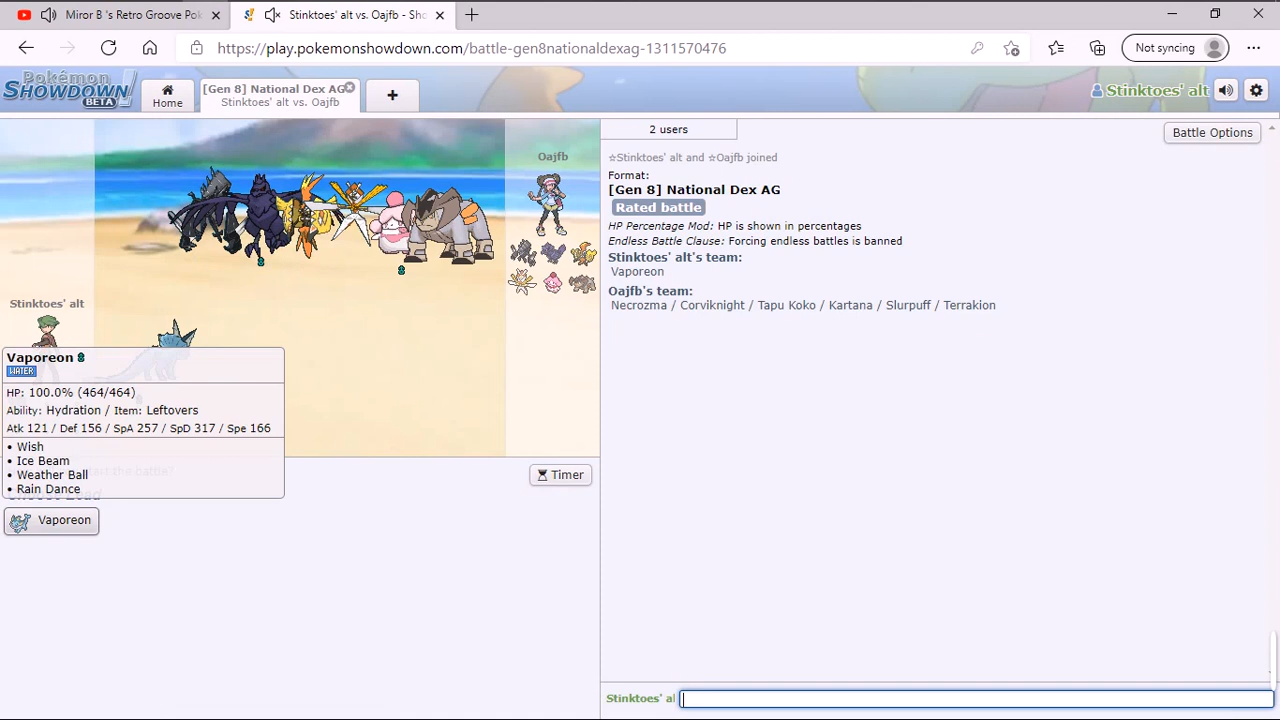 Miror B 's Retro Groove Pok
Stinktoes' alt vs. Oajfb - Sho
https://play.pokemonshowdown.com/battle-gen8nationaldexag-1311570476
Not syncing
Pokémon
SHOWDOWN
BETA
Home
[Gen 8] National Dex AG
Stinktoes' alt vs. Oajfb
Stinktoes' alt
2 users
Battle Options
☆Stinktoes' alt and ☆Oajfb joined
Format:
[Gen 8] National Dex AG
Rated battle
HP Percentage Mod: HP is shown in percentages
Endless Battle Clause: Forcing endless battles is banned
Stinktoes' alt's team:
Vaporeon
Oajfb's team:
Necrozma / Corviknight / Tapu Koko / Kartana / Slurpuff / Terrakion
Oajfb
Stinktoes' alt
Vaporeon
WATER
HP: 100.0% (464/464)
Ability: Hydration / Item: Leftovers
Atk 121 / Def 156 / SpA 257 / SpD 317 / Spe 166
• Wish
• Ice Beam
• Weather Ball
• Rain Dance
Timer
Vaporeon
Stinktoes' al